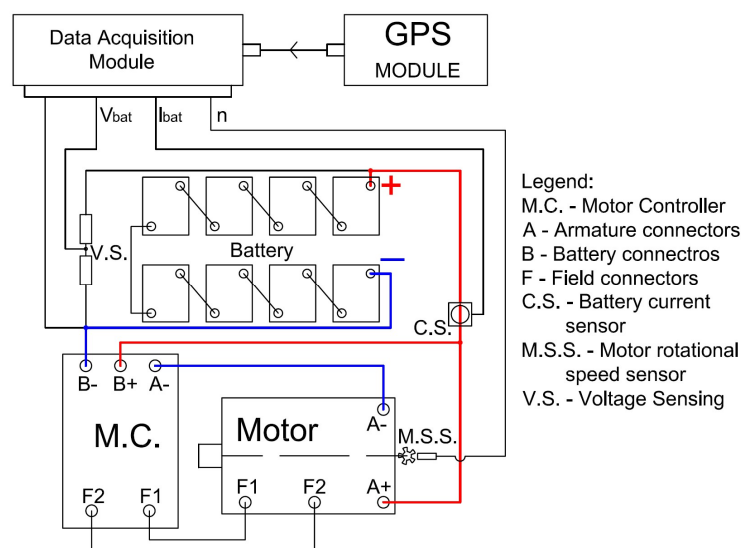 Data Acquisition
Module
GPS
MODULE
Vbat
Ibat
n
+
V.S.
Battery
−
C.S.
B-
B+
A-
M.C.
F2
F1
Motor
A-
M.S.S.
F1
F2
A+
Legend:
M.C. - Motor Controller
A - Armature connectors
B - Battery connectros
F - Field connectors
C.S. - Battery current
sensor
M.S.S. - Motor rotational
speed sensor
V.S. - Voltage Sensing